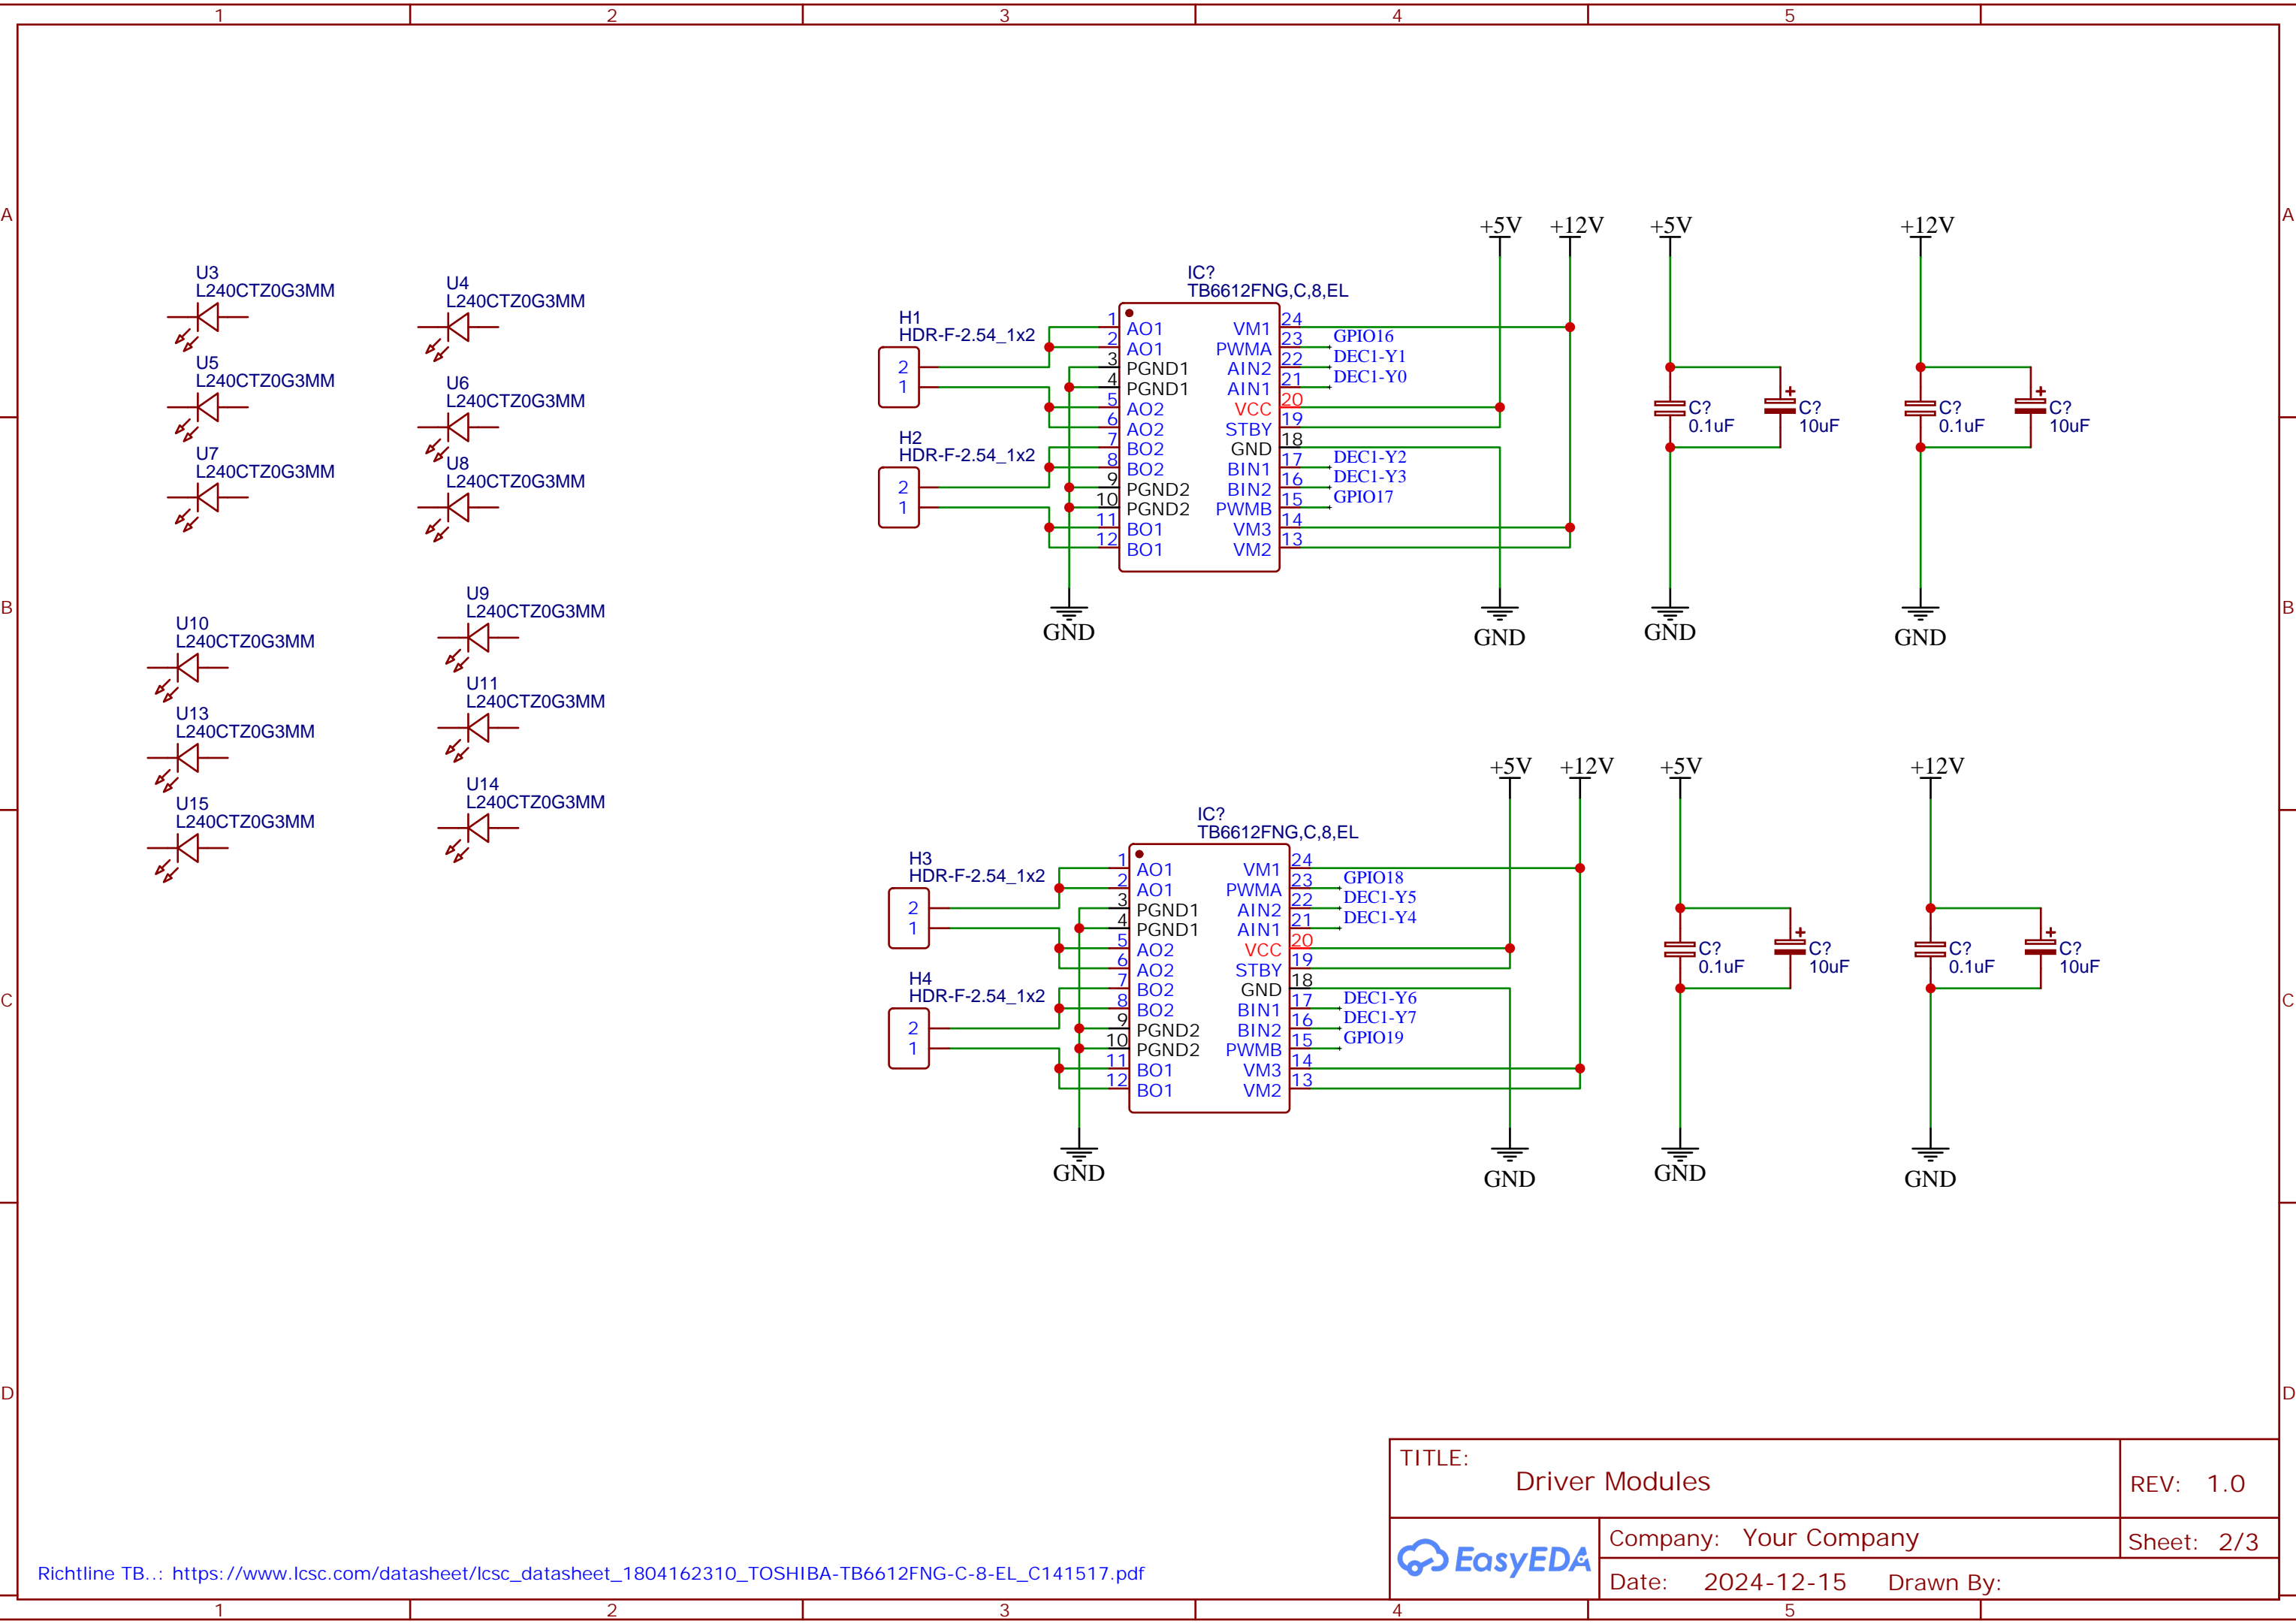 1 2 3 4 5
A A
B B
C C
D D
U3
L240CTZ0G3MM
U4
L240CTZ0G3MM
U5
L240CTZ0G3MM
U6
L240CTZ0G3MM
U7
L240CTZ0G3MM
U8
L240CTZ0G3MM
U9
L240CTZ0G3MM
U10
L240CTZ0G3MM
U11
L240CTZ0G3MM
U13
L240CTZ0G3MM
U14
L240CTZ0G3MM
U15
L240CTZ0G3MM
+5V +12V +5V +12V
IC?
TB6612FNG,C,8,EL
H1
HDR-F-2.54_1x2
2
1
H2
HDR-F-2.54_1x2
2
1
1 AO1 VM1 24
2 AO1 PWMA 23 GPIO16
3 PGND1 AIN2 22 DEC1-Y1
4 PGND1 AIN1 21 DEC1-Y0
5 AO2 VCC 20
6 AO2 STBY 19
7 BO2 GND 18
8 BO2 BIN1 17 DEC1-Y2
9 PGND2 BIN2 16 DEC1-Y3
10 PGND2 PWMB 15 GPIO17
11 BO1 VM3 14
12 BO1 VM2 13
+ +
C? C? C? C?
0.1uF 10uF 0.1uF 10uF
GND GND GND GND
+5V +12V +5V +12V
IC?
TB6612FNG,C,8,EL
H3
HDR-F-2.54_1x2
2
1
H4
HDR-F-2.54_1x2
2
1
1 AO1 VM1 24
2 AO1 PWMA 23 GPIO18
3 PGND1 AIN2 22 DEC1-Y5
4 PGND1 AIN1 21 DEC1-Y4
5 AO2 VCC 20
6 AO2 STBY 19
7 BO2 GND 18
8 BO2 BIN1 17 DEC1-Y6
9 PGND2 BIN2 16 DEC1-Y7
10 PGND2 PWMB 15 GPIO19
11 BO1 VM3 14
12 BO1 VM2 13
+ +
C? C? C? C?
0.1uF 10uF 0.1uF 10uF
GND GND GND GND
TITLE:
Driver Modules
REV: 1.0
EasyEDA
Company: Your Company
Sheet: 2/3
Date: 2024-12-15 Drawn By:
Richtline TB..: https://www.lcsc.com/datasheet/lcsc_datasheet_1804162310_TOSHIBA-TB6612FNG-C-8-EL_C141517.pdf
1 2 3 4 5